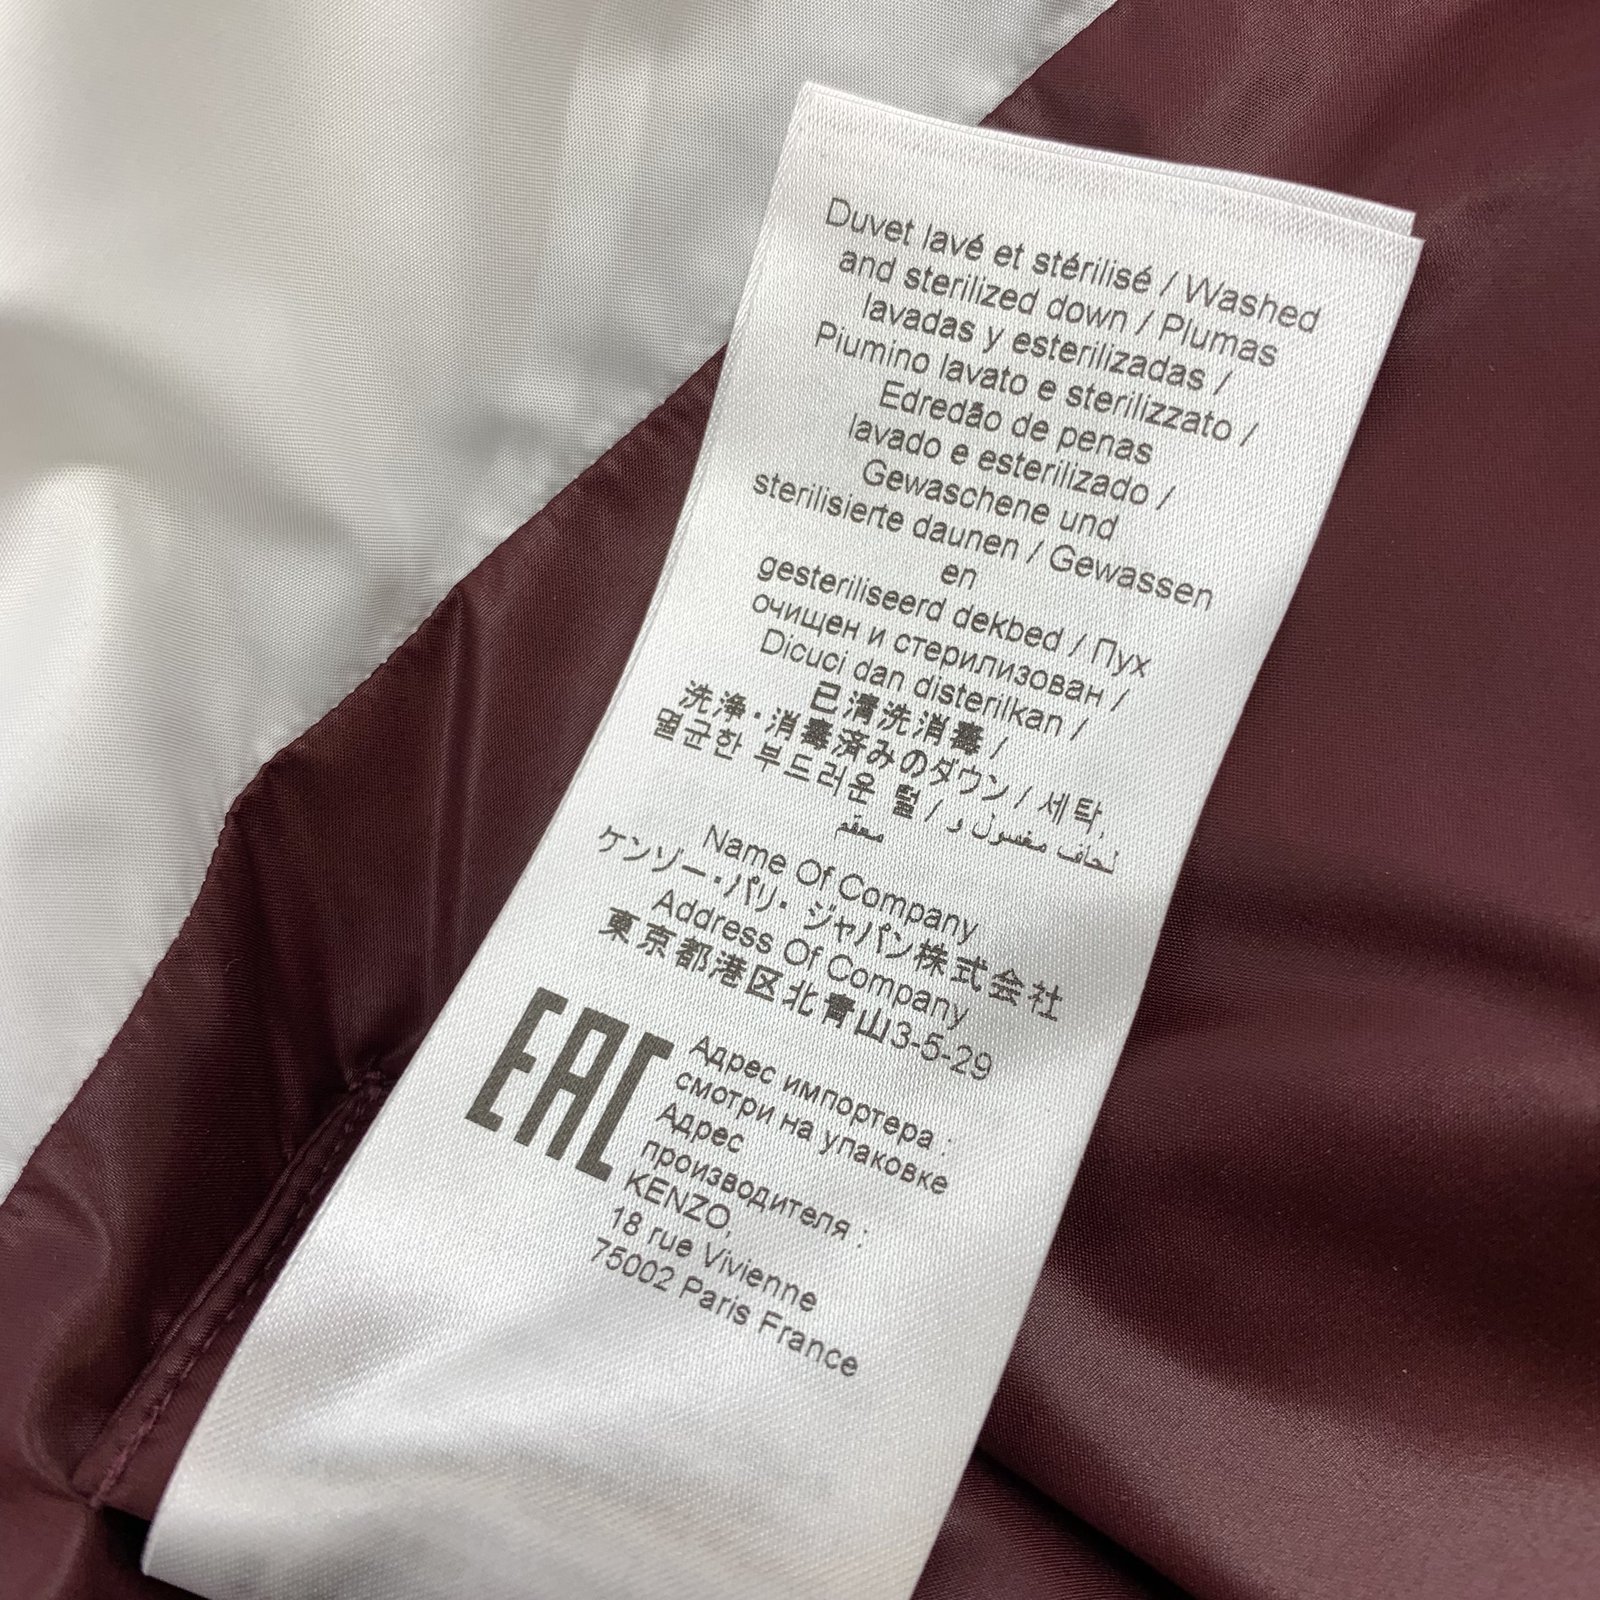 Duvet lavé et stérilisé / Washed
and sterilized down / Plumas
lavadas y esterilizadas /
Piumino lavato e sterilizzato /
Edredão de penas
lavado e esterilizado /
Gewaschene und
sterilisierte daunen / Gewassen
en
gesteriliseerd dekbed / Пух
очищен и стерилизован /
Dicuci dan disterilkan /
已清洗消毒 /
洗浄・消毒済みのダウン / 세탁,
멸균한 부드러운 털 / لحاف مغسول و
معقم
Name Of Company
ケンゾー・パリ・ジャパン株式会社
Address Of Company
東京都港区北青山3-5-29
EAC
Адрес импортера :
смотри на упаковке
Адрес
производителя :
KENZO,
18 rue Vivienne
75002 Paris France